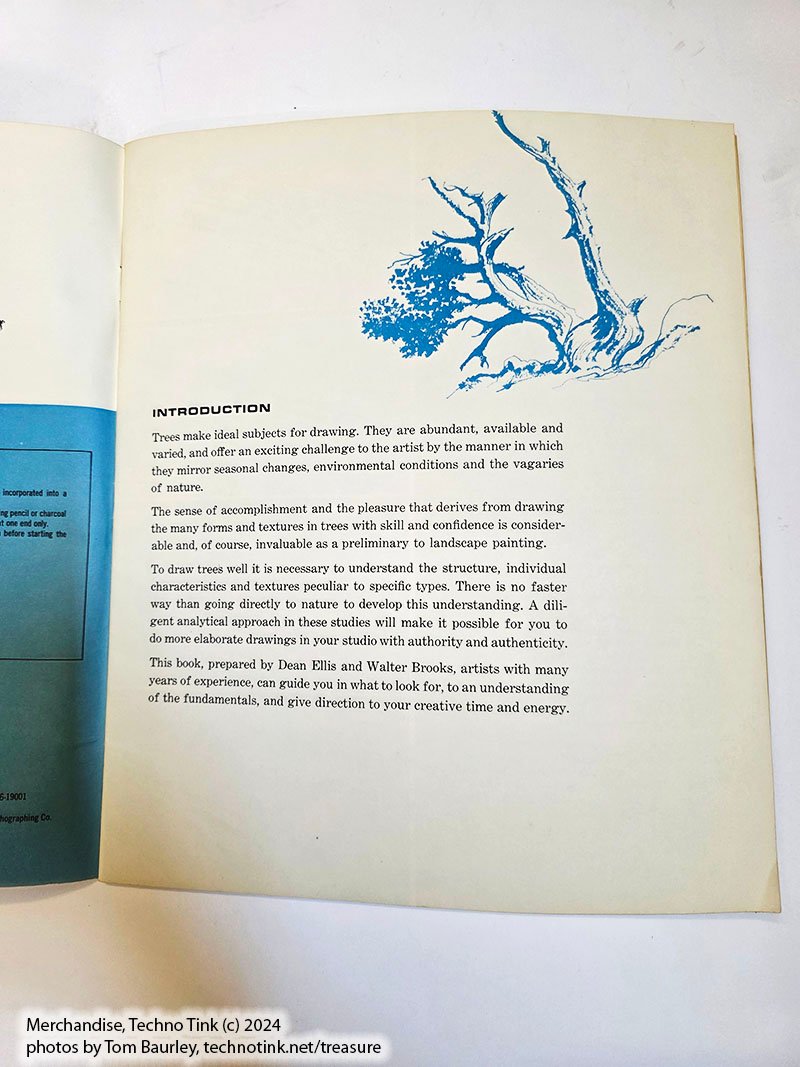 incorporated into a
ng pencil or charcoal
at one end only.
before starting the
6-19001
hographing Co.
INTRODUCTION
Trees make ideal subjects for drawing. They are abundant, available and
varied, and offer an exciting challenge to the artist by the manner in which
they mirror seasonal changes, environmental conditions and the vagaries
of nature.
The sense of accomplishment and the pleasure that derives from drawing
the many forms and textures in trees with skill and confidence is consider-
able and, of course, invaluable as a preliminary to landscape painting.
To draw trees well it is necessary to understand the structure, individual
characteristics and textures peculiar to specific types. There is no faster
way than going directly to nature to develop this understanding. A dili-
gent analytical approach in these studies will make it possible for you to
do more elaborate drawings in your studio with authority and authenticity.
This book, prepared by Dean Ellis and Walter Brooks, artists with many
years of experience, can guide you in what to look for, to an understanding
of the fundamentals, and give direction to your creative time and energy.
Merchandise, Techno Tink (c) 2024
photos by Tom Baurley, technotink.net/treasure